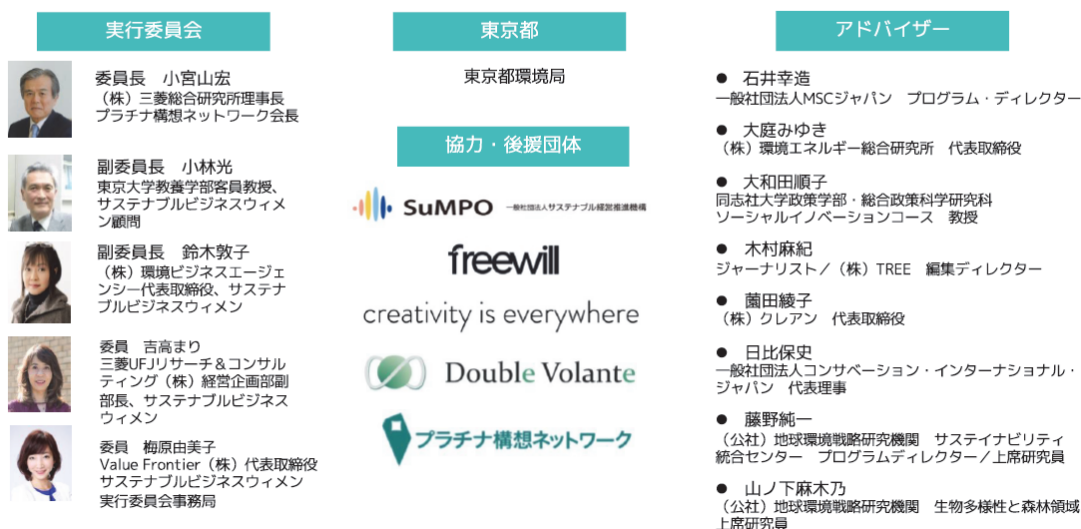 実行委員会
委員長　小宮山宏
（株）三菱総合研究所理事長
プラチナ構想ネットワーク会長
副委員長　小林光
東京大学教養学部客員教授、
サステナブルビジネスウィメ
ン顧問
副委員長　鈴木敦子
（株）環境ビジネスエージェ
ンシー代表取締役、サステナ
ブルビジネスウィメン
委員　吉高まり
三菱UFJリサーチ＆コンサル
ティング（株）経営企画部副
部長、サステナブルビジネス
ウィメン
委員　梅原由美子
Value Frontier（株）代表取締役
サステナブルビジネスウィメン
実行委員会事務局
東京都
東京都環境局
協力・後援団体
SuMPO 一般社団法人サステナブル経営推進機構
freewill
creativity is everywhere
Double Volante
プラチナ構想ネットワーク
アドバイザー
● 石井幸造
一般社団法人MSCジャパン　プログラム・ディレクター
● 大庭みゆき
（株）環境エネルギー総合研究所　代表取締役
● 大和田順子
同志社大学政策学部・総合政策科学研究科
ソーシャルイノベーションコース　教授
● 木村麻紀
ジャーナリスト／（株）TREE　編集ディレクター
● 薗田綾子
（株）クレアン　代表取締役
● 日比保史
一般社団法人コンサベーション・インターナショナル・
ジャパン　代表理事
● 藤野純一
（公社）地球環境戦略研究機関　サステイナビリティ
統合センター　プログラムディレクター／上席研究員
● 山ノ下麻木乃
（公社）地球環境戦略研究機関　生物多様性と森林領域
上席研究員